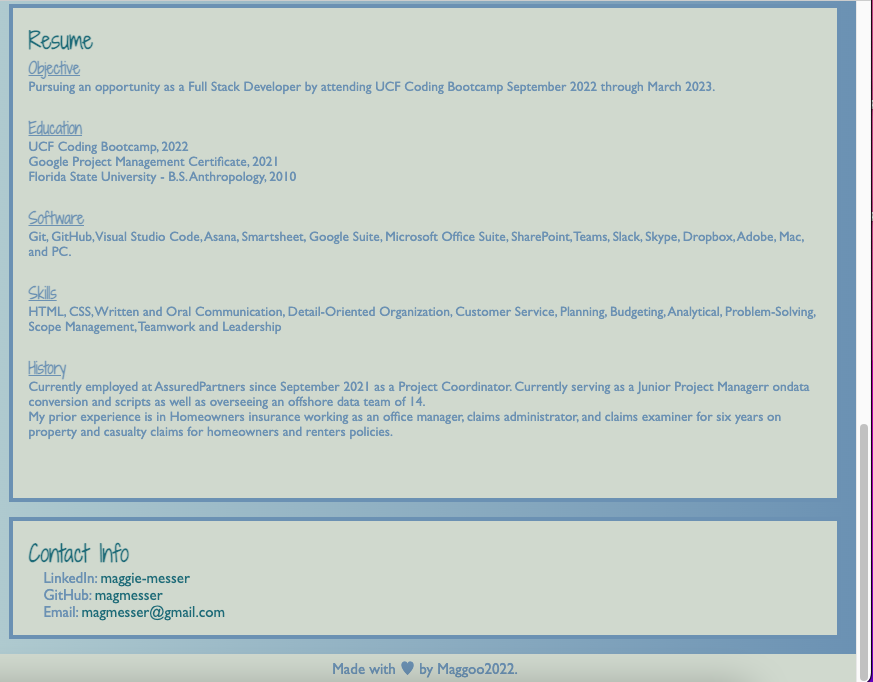 Resume
Objective
Pursuing an opportunity as a Full Stack Developer by attending UCF Coding Bootcamp September 2022 through March 2023.
Education
UCF Coding Bootcamp, 2022
Google Project Management Certificate, 2021
Florida State University - B.S. Anthropology, 2010
Software
Git, GitHub, Visual Studio Code, Asana, Smartsheet, Google Suite, Microsoft Office Suite, SharePoint, Teams, Slack, Skype, Dropbox, Adobe, Mac,
and PC.
Skills
HTML, CSS, Written and Oral Communication, Detail-Oriented Organization, Customer Service, Planning, Budgeting, Analytical, Problem-Solving,
Scope Management, Teamwork and Leadership
History
Currently employed at AssuredPartners since September 2021 as a Project Coordinator. Currently serving as a Junior Project Managerr ondata
conversion and scripts as well as overseeing an offshore data team of 14.
My prior experience is in Homeowners insurance working as an office manager, claims administrator, and claims examiner for six years on
property and casualty claims for homeowners and renters policies.
Contact Info
LinkedIn: maggie-messer
GitHub: magmesser
Email: magmesser@gmail.com
Made with ♥ by Maggoo2022.